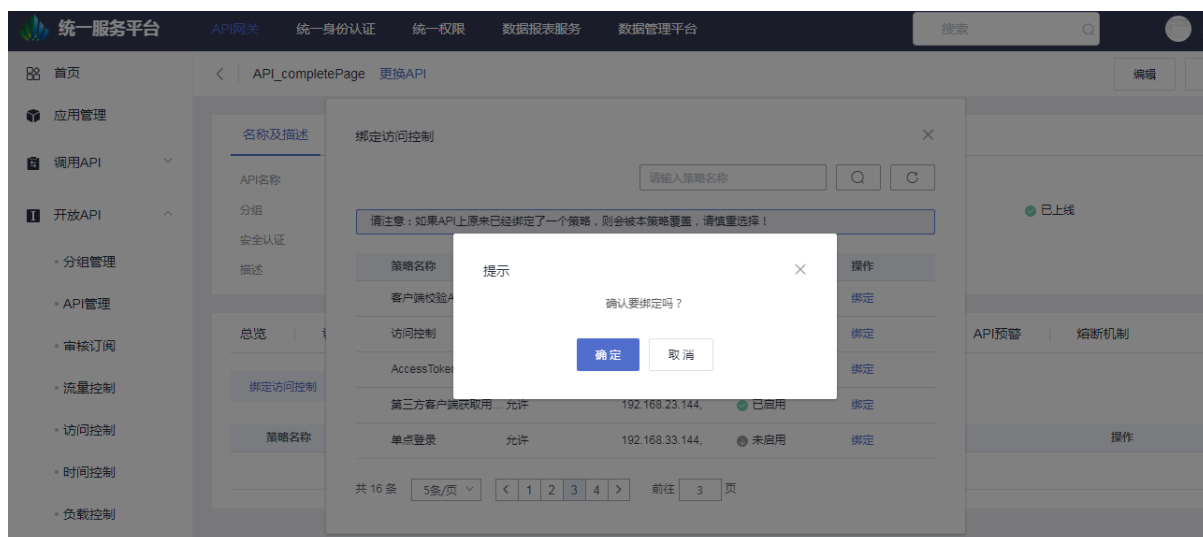 统一服务平台 API网关 统一身份认证 统一权限 数据报表服务 数据管理平台 搜索
首页
应用管理
调用API
开放API
分组管理
API管理
审核订阅
流量控制
访问控制
时间控制
负载控制
API_completePage 更换API 编辑
名称及描述
API名称
分组 已上线
安全认证
描述
总览 API预警 熔断机制
绑定访问控制
策略名称 操作
绑定访问控制
请输入策略名称
请注意：如果API上原来已经绑定了一个策略，则会被本策略覆盖，请慎重选择！
策略名称 操作
客户端校验A 绑定
访问控制 绑定
AccessToke 绑定
第三方客户端获取用... 允许 192.168.23.144, 已启用 绑定
单点登录 允许 192.168.33.144, 未启用 绑定
共 16 条 5条/页 1 2 3 4 前往 3 页
提示
确认要绑定吗？
确定 取消